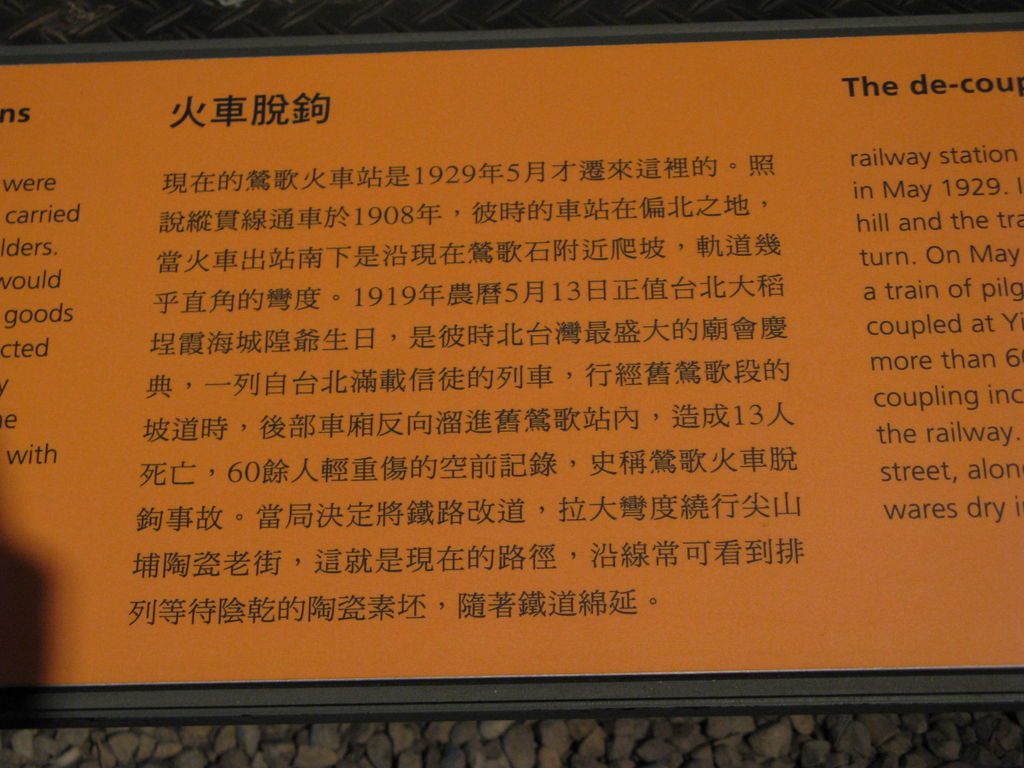 ns
were
carried
lders.
would
goods
cted
y
ne
with
火車脫鉤
現在的鶯歌火車站是1929年5月才遷來這裡的。照
說縱貫線通車於1908年，彼時的車站在偏北之地，
當火車出站南下是沿現在鶯歌石附近爬坡，軌道幾
乎直角的彎度。1919年農曆5月13日正值台北大稻
埕霞海城隍爺生日，是彼時北台灣最盛大的廟會慶
典，一列自台北滿載信徒的列車，行經舊鶯歌段的
坡道時，後部車廂反向溜進舊鶯歌站內，造成13人
死亡，60餘人輕重傷的空前記錄，史稱鶯歌火車脫
鉤事故。當局決定將鐵路改道，拉大彎度繞行尖山
埔陶瓷老街，這就是現在的路徑，沿線常可看到排
列等待陰乾的陶瓷素坯，隨著鐵道綿延。
The de-coup
railway station
in May 1929. I
hill and the tra
turn. On May
a train of pilg
coupled at Yi
more than 6
coupling inc
the railway.
street, alon
wares dry i